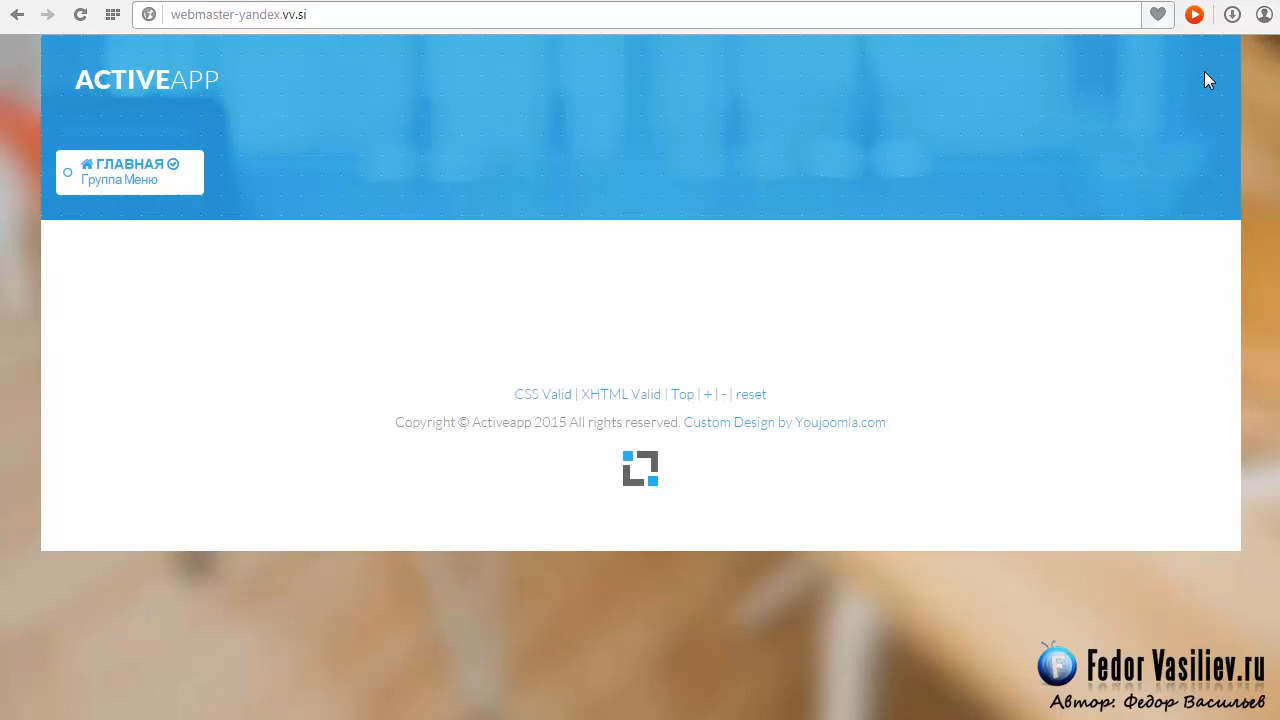 webmaster-yandex.vv.si
ACTIVEAPP
ГЛАВНАЯ
Группа Меню
CSS Valid | XHTML Valid | Top | + | - | reset
Copyright © Activeapp 2015 All rights reserved. Custom Design by Youjoomla.com
F
Fedor Vasiliev.ru
Автор: Федор Васильев